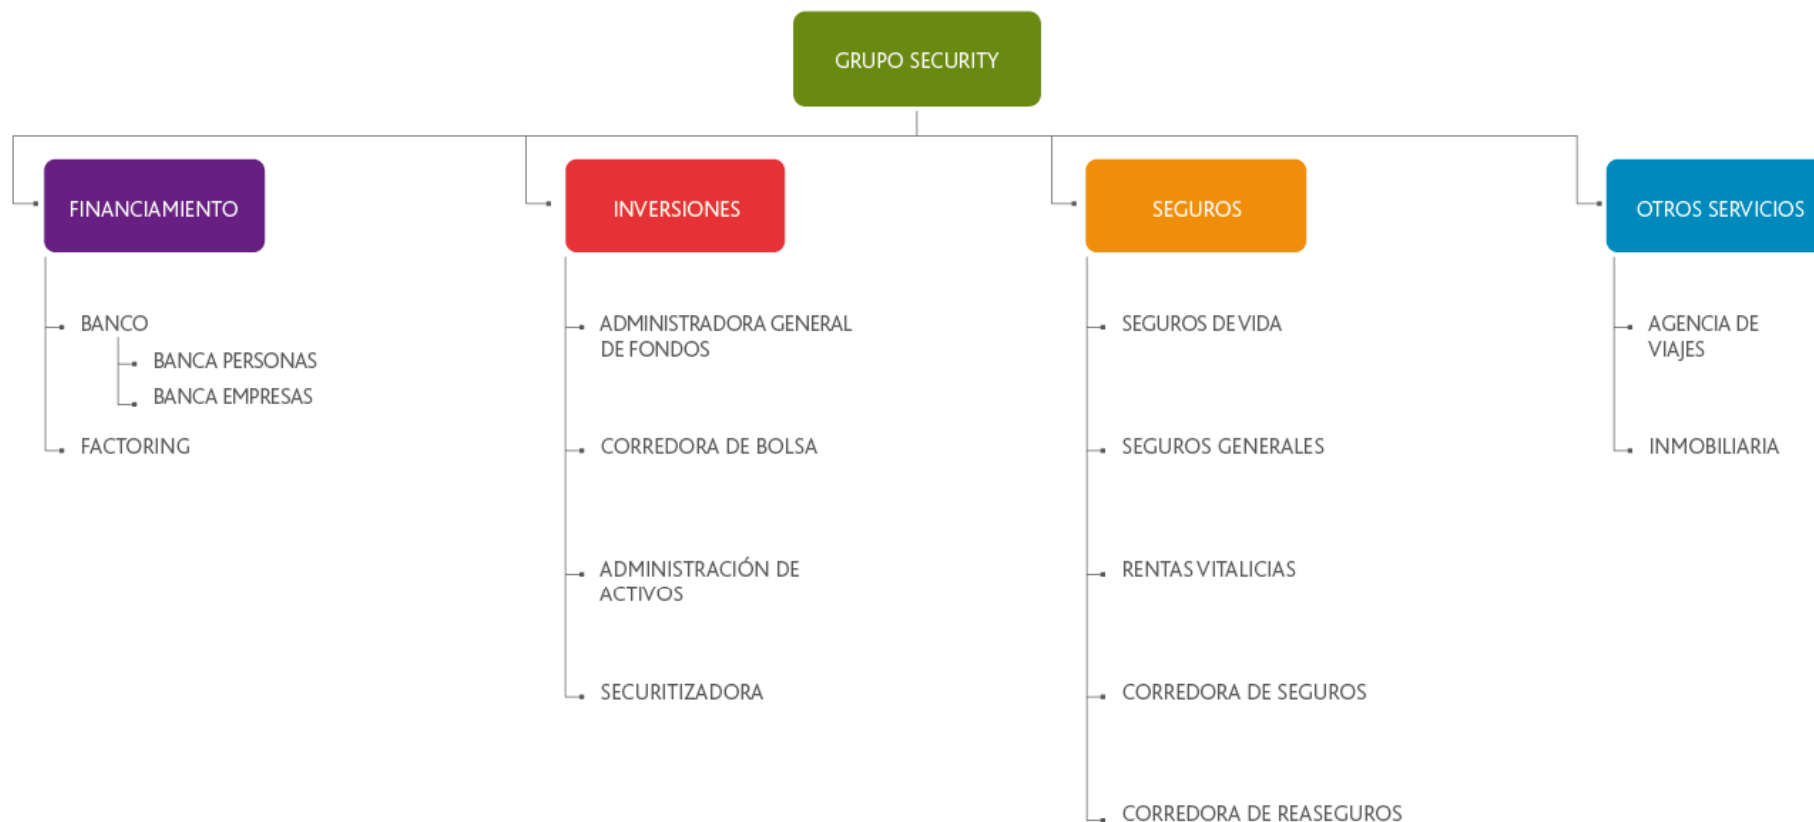 GRUPO SECURITY
FINANCIAMIENTO
BANCO
BANCA PERSONAS
BANCA EMPRESAS
FACTORING
INVERSIONES
ADMINISTRADORA GENERAL
DE FONDOS
CORREDORA DE BOLSA
ADMINISTRACIÓN DE
ACTIVOS
SECURITIZADORA
SEGUROS
SEGUROS DE VIDA
SEGUROS GENERALES
RENTAS VITALICIAS
CORREDORA DE SEGUROS
CORREDORA DE REASEGUROS
OTROS SERVICIOS
AGENCIA DE
VIAJES
INMOBILIARIA